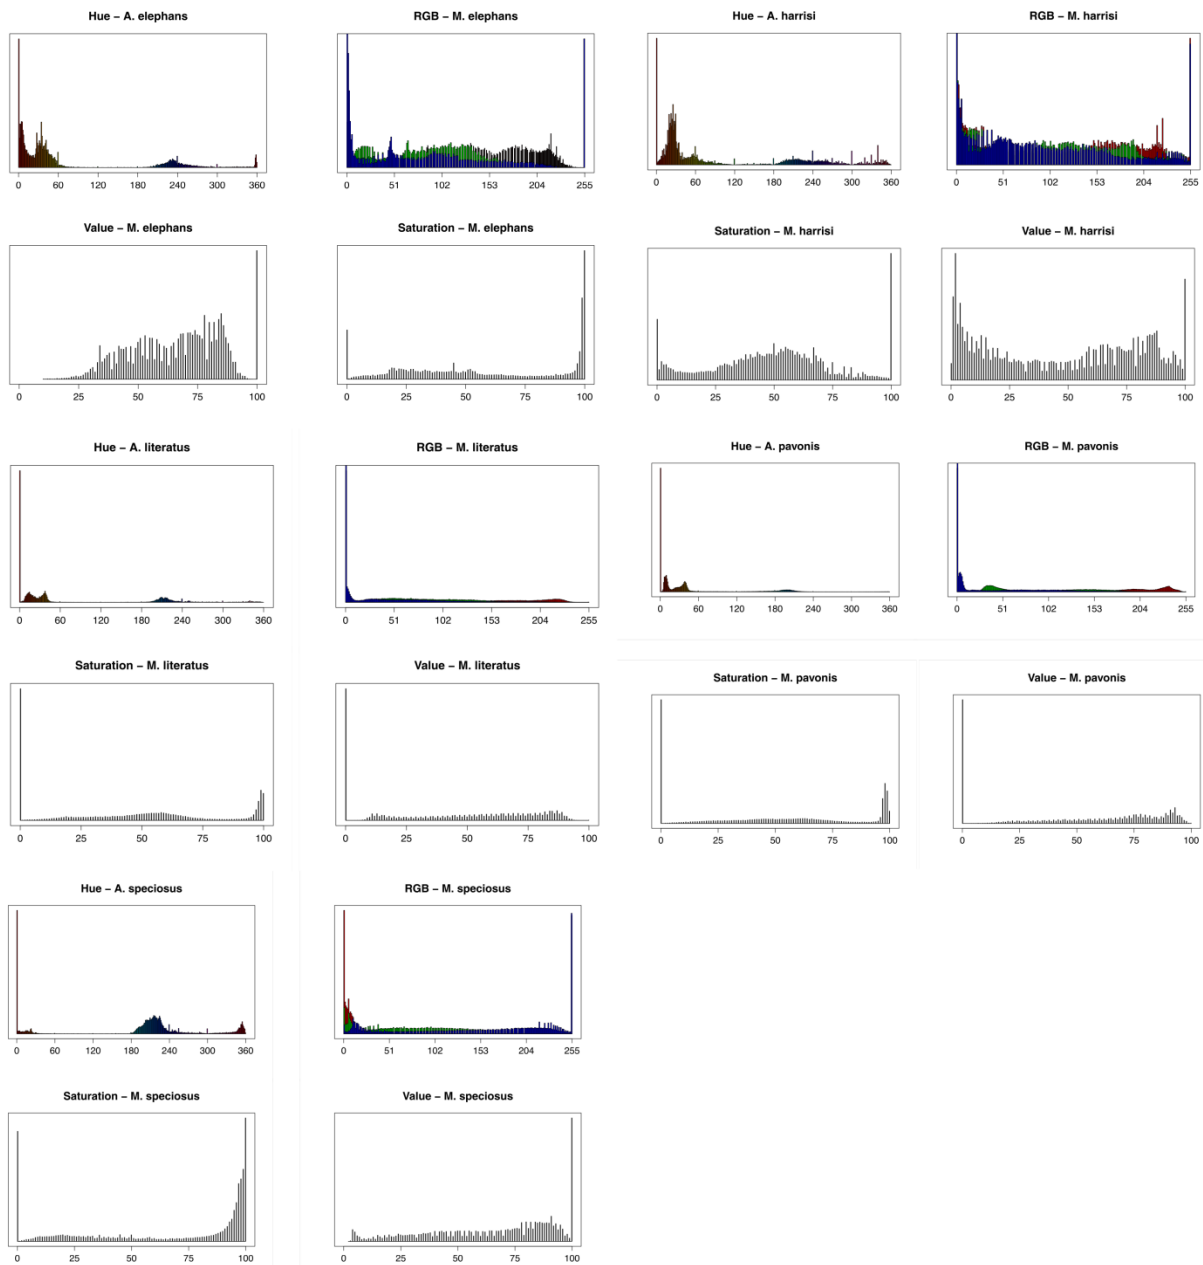 Hue – A. elephans
RGB – M. elephans
Hue – A. harrisi
RGB – M. harrisi
0 60 120 180 240 300 360
0 51 102 153 204 255
0 60 120 180 240 300 360
0 51 102 153 204 255
Value – M. elephans
Saturation – M. elephans
Saturation – M. harrisi
Value – M. harrisi
0 25 50 75 100
0 25 50 75 100
0 25 50 75 100
0 25 50 75 100
Hue – A. literatus
RGB – M. literatus
Hue – A. pavonis
RGB – M. pavonis
0 60 120 180 240 300 360
0 51 102 153 204 255
0 60 120 180 240 300 360
0 51 102 153 204 255
Saturation – M. literatus
Value – M. literatus
Saturation – M. pavonis
Value – M. pavonis
0 25 50 75 100
0 25 50 75 100
0 25 50 75 100
0 25 50 75 100
Hue – A. speciosus
RGB – M. speciosus
0 60 120 180 240 300 360
0 51 102 153 204 255
Saturation – M. speciosus
Value – M. speciosus
0 25 50 75 100
0 25 50 75 100